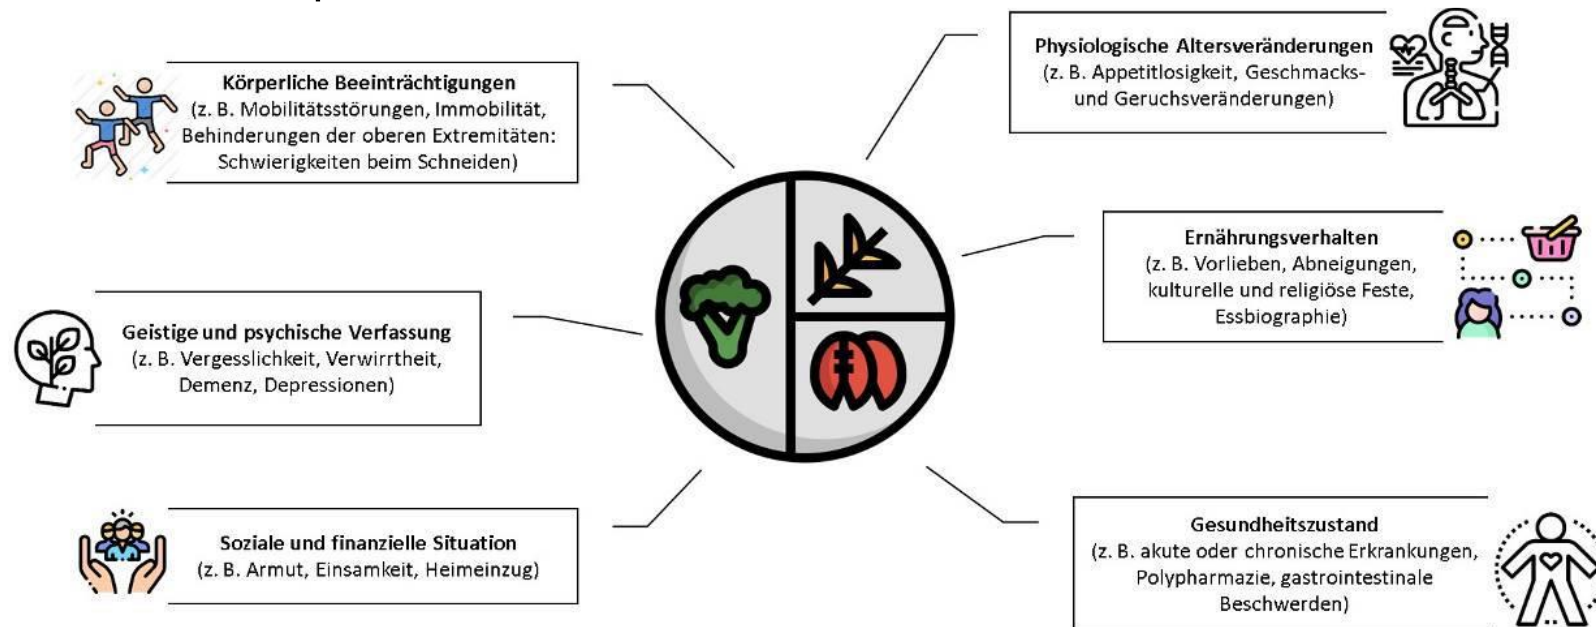 Körperliche Beeinträchtigungen
(z. B. Mobilitätsstörungen, Immobilität,
Behinderungen der oberen Extremitäten:
Schwierigkeiten beim Schneiden)
Geistige und psychische Verfassung
(z. B. Vergesslichkeit, Verwirrtheit,
Demenz, Depressionen)
Soziale und finanzielle Situation
(z. B. Armut, Einsamkeit, Heimeinzug)
Physiologische Altersveränderungen
(z. B. Appetitlosigkeit, Geschmacks-
und Geruchsveränderungen)
Ernährungsverhalten
(z. B. Vorlieben, Abneigungen,
kulturelle und religiöse Feste,
Essbiographie)
Gesundheitszustand
(z. B. akute oder chronische Erkrankungen,
Polypharmazie, gastrointestinale
Beschwerden)